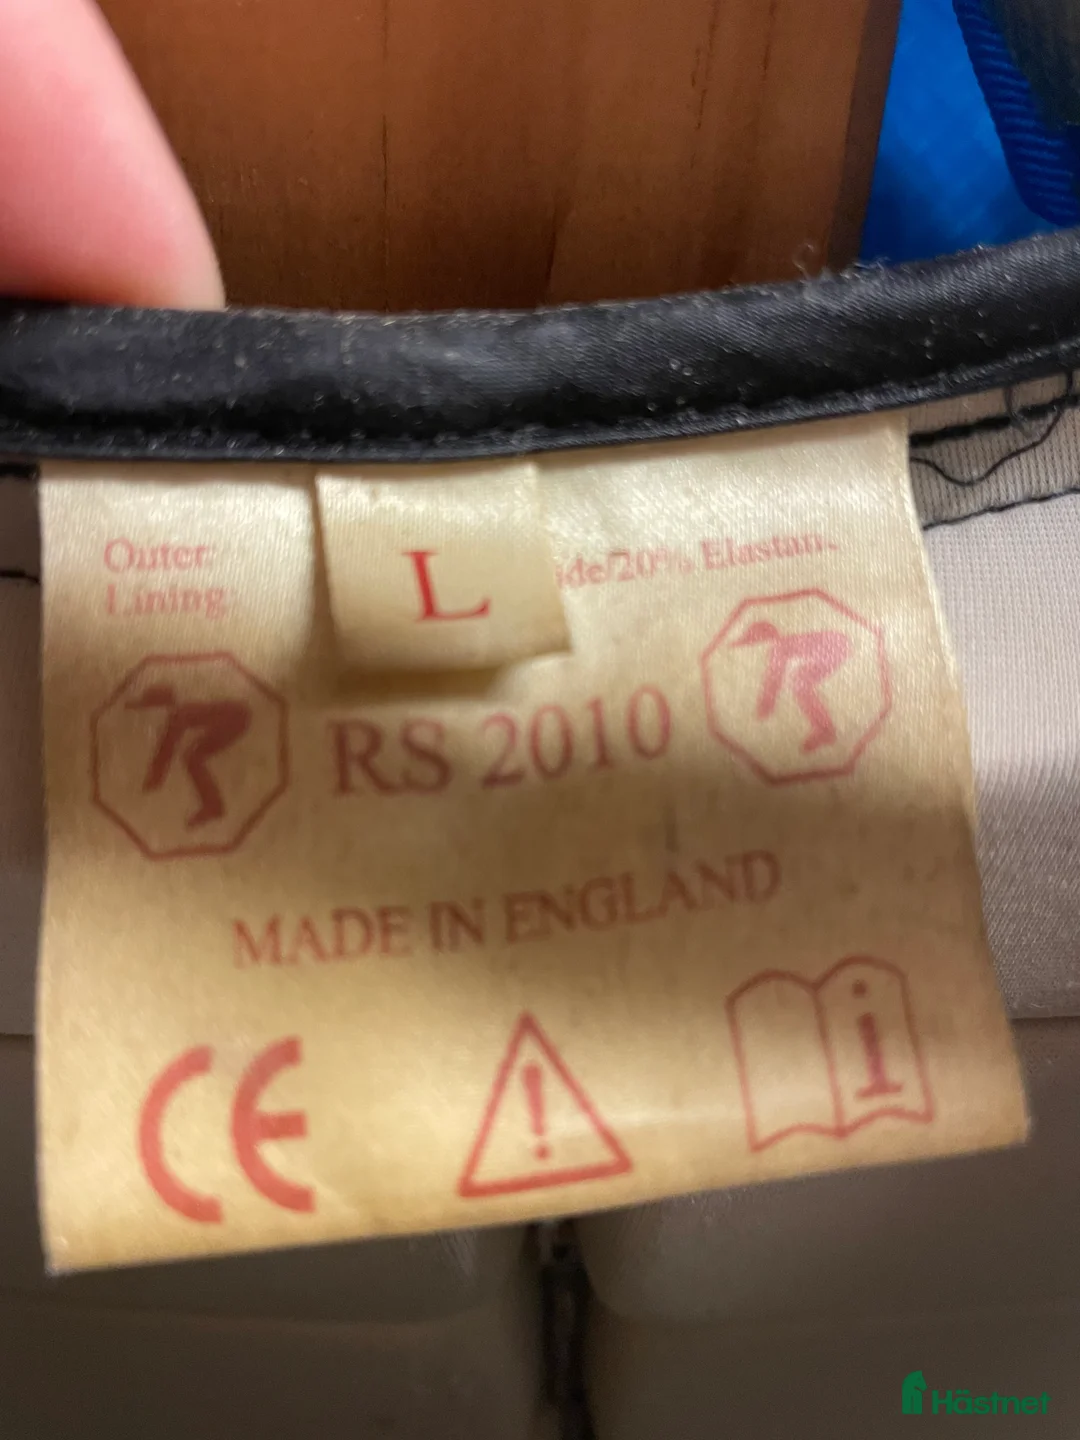 Outer:
Lining:
L
ide/20% Elastan
RS 2010
MADE IN ENGLAND
CE
!
i
Hästnet